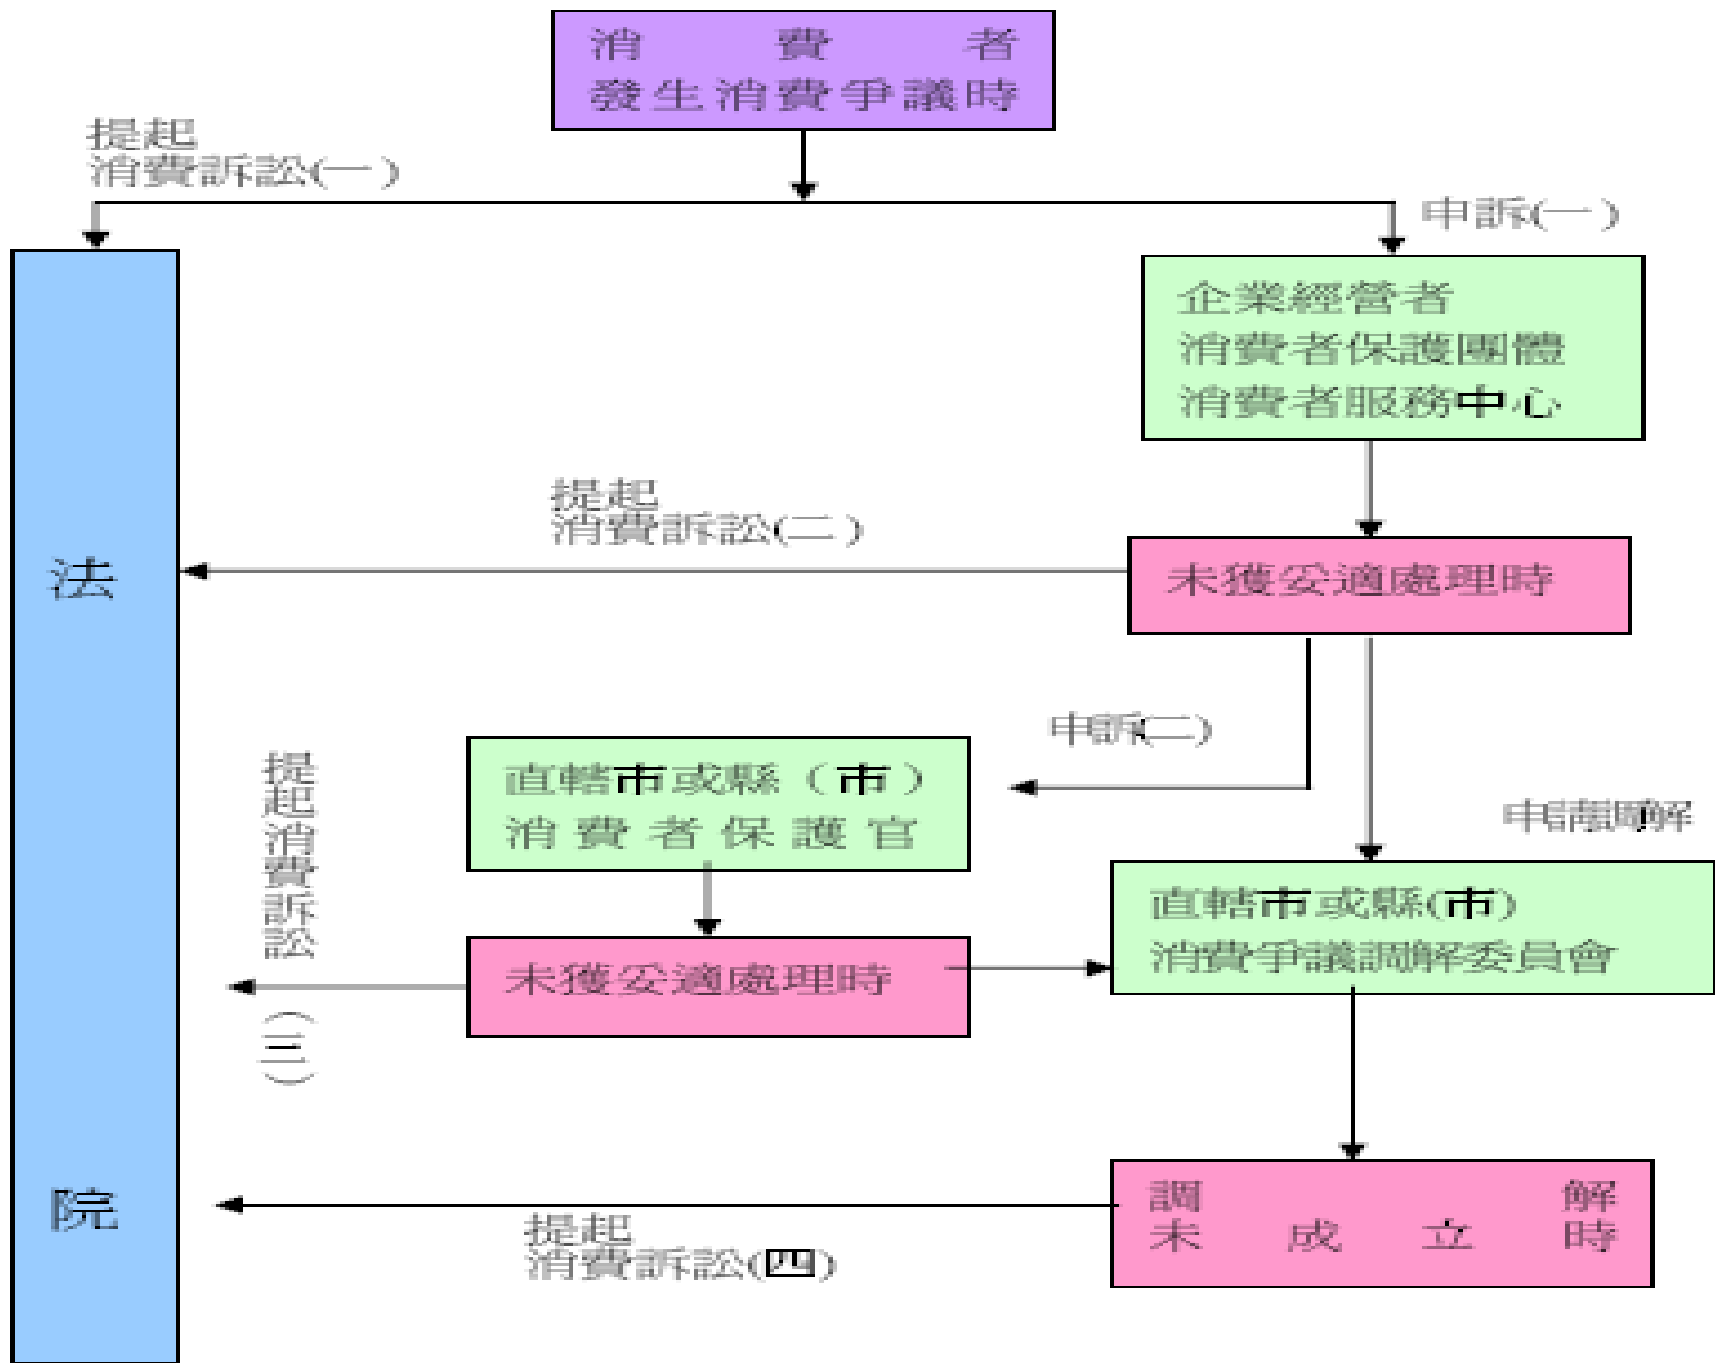 消費者
發生消費爭議時
提起
消費訴訟(一)
申訴(一)
企業經營者
消費者保護團體
消費者服務中心
提起
消費訴訟(二)
未獲妥適處理時
法院
申訴(二)
直轄市或縣（市）
消費者保護官
提起消費訴訟(三)
申請調解
直轄市或縣(市)
消費爭議調解委員會
未獲妥適處理時
調解
未成立時
提起
消費訴訟(四)